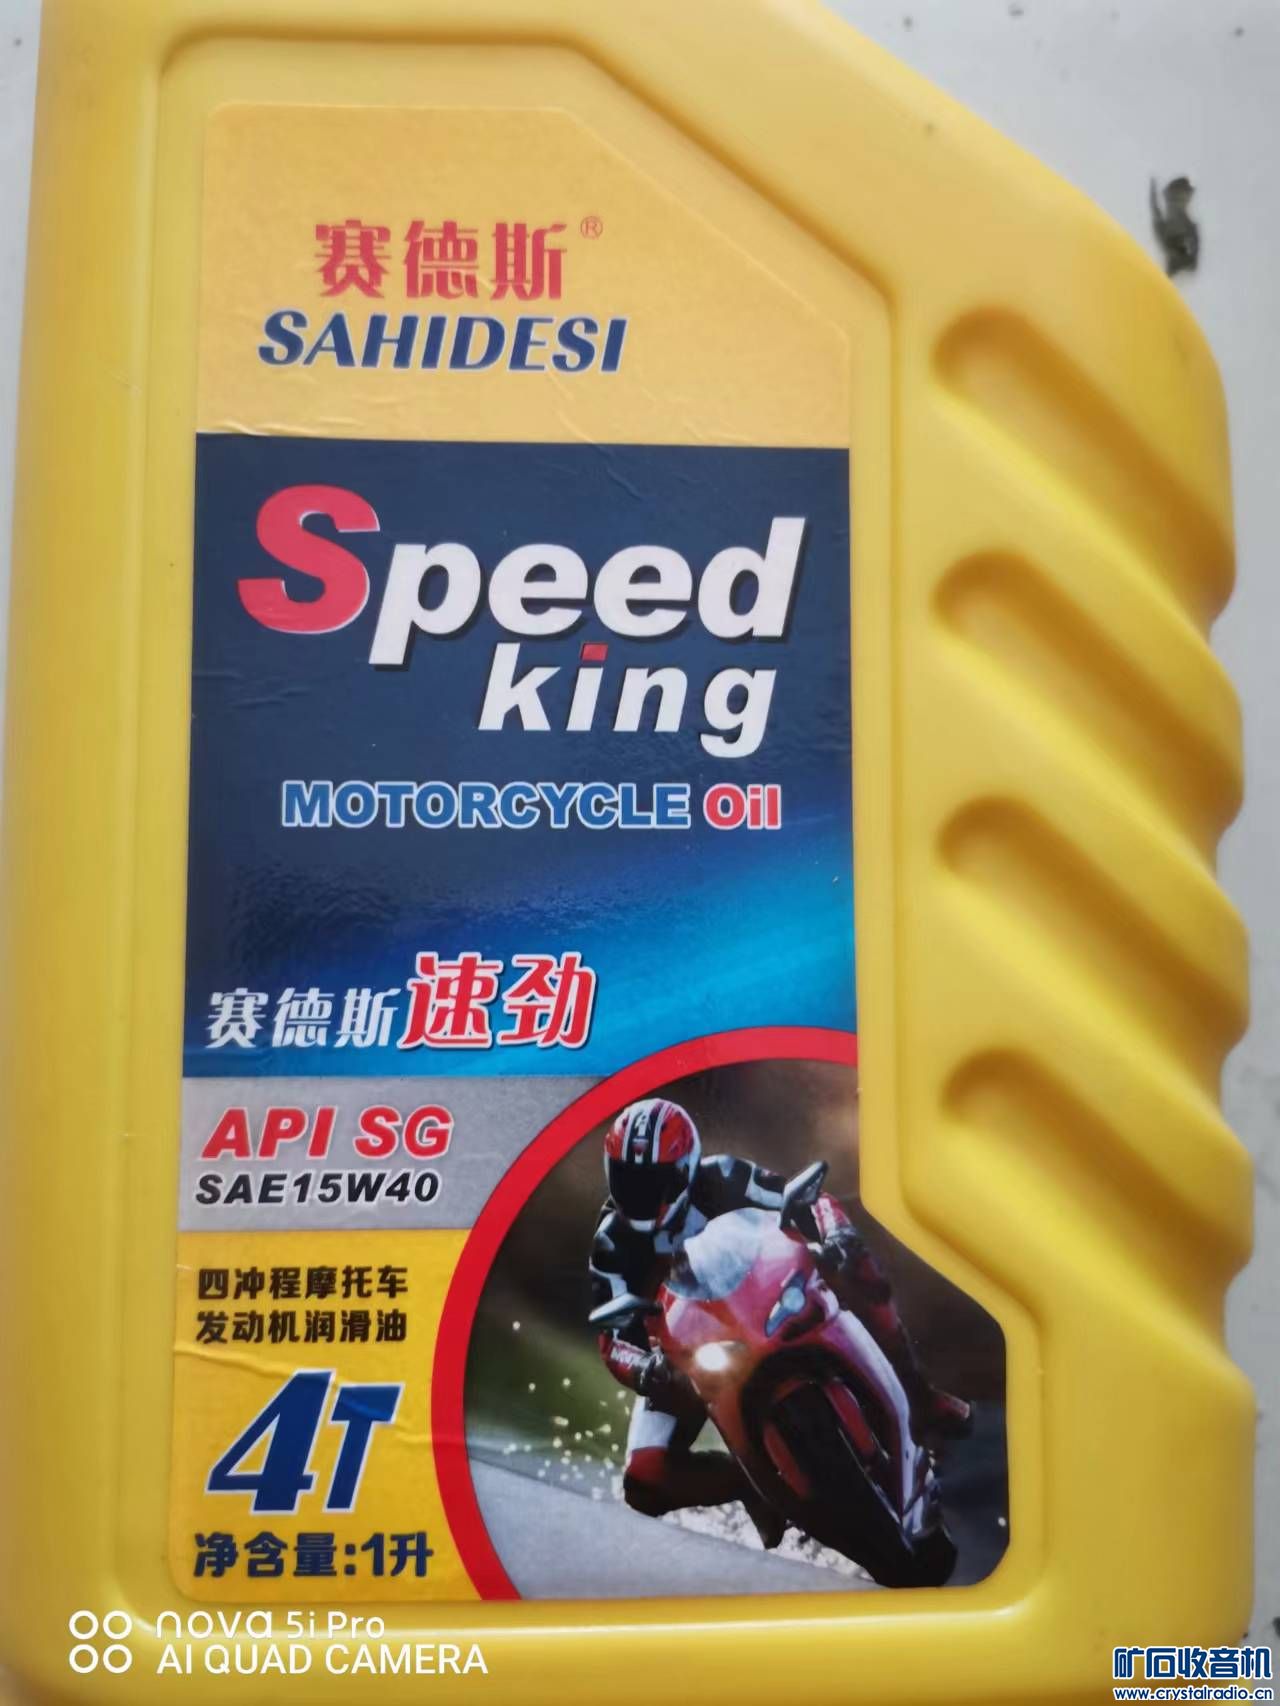 赛德斯®
SAHIDESI
Speed
king
MOTORCYCLE Oil
赛德斯速劲
API SG
SAE15W40
四冲程摩托车
发动机润滑油
4T
净含量:1升
nova 5i Pro
AI QUAD CAMERA
矿石收音机
www.crystalradio.cn